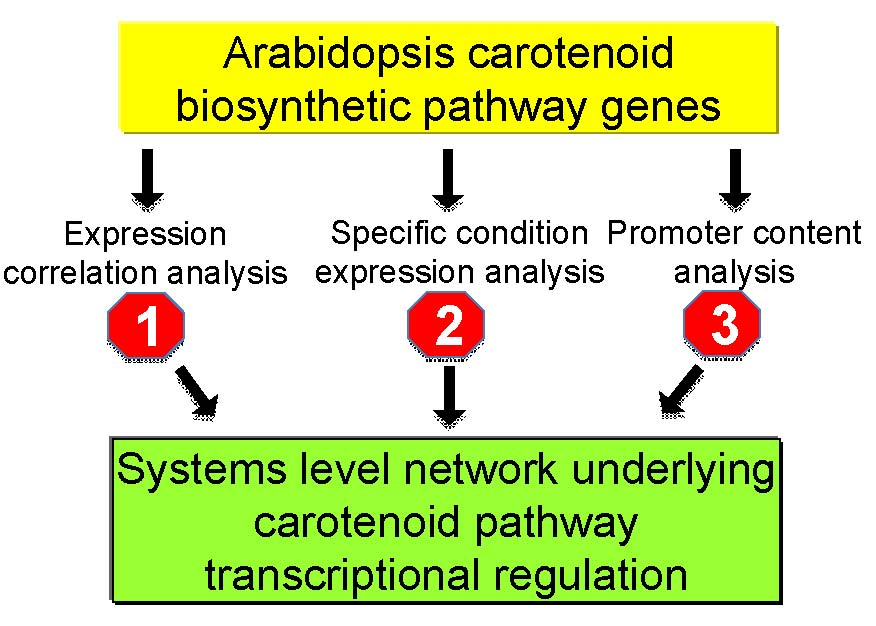 Arabidopsis carotenoid
biosynthetic pathway genes
Expression
correlation analysis
Specific condition
expression analysis
Promoter content
analysis
1
2
3
Systems level network underlying
carotenoid pathway
transcriptional regulation